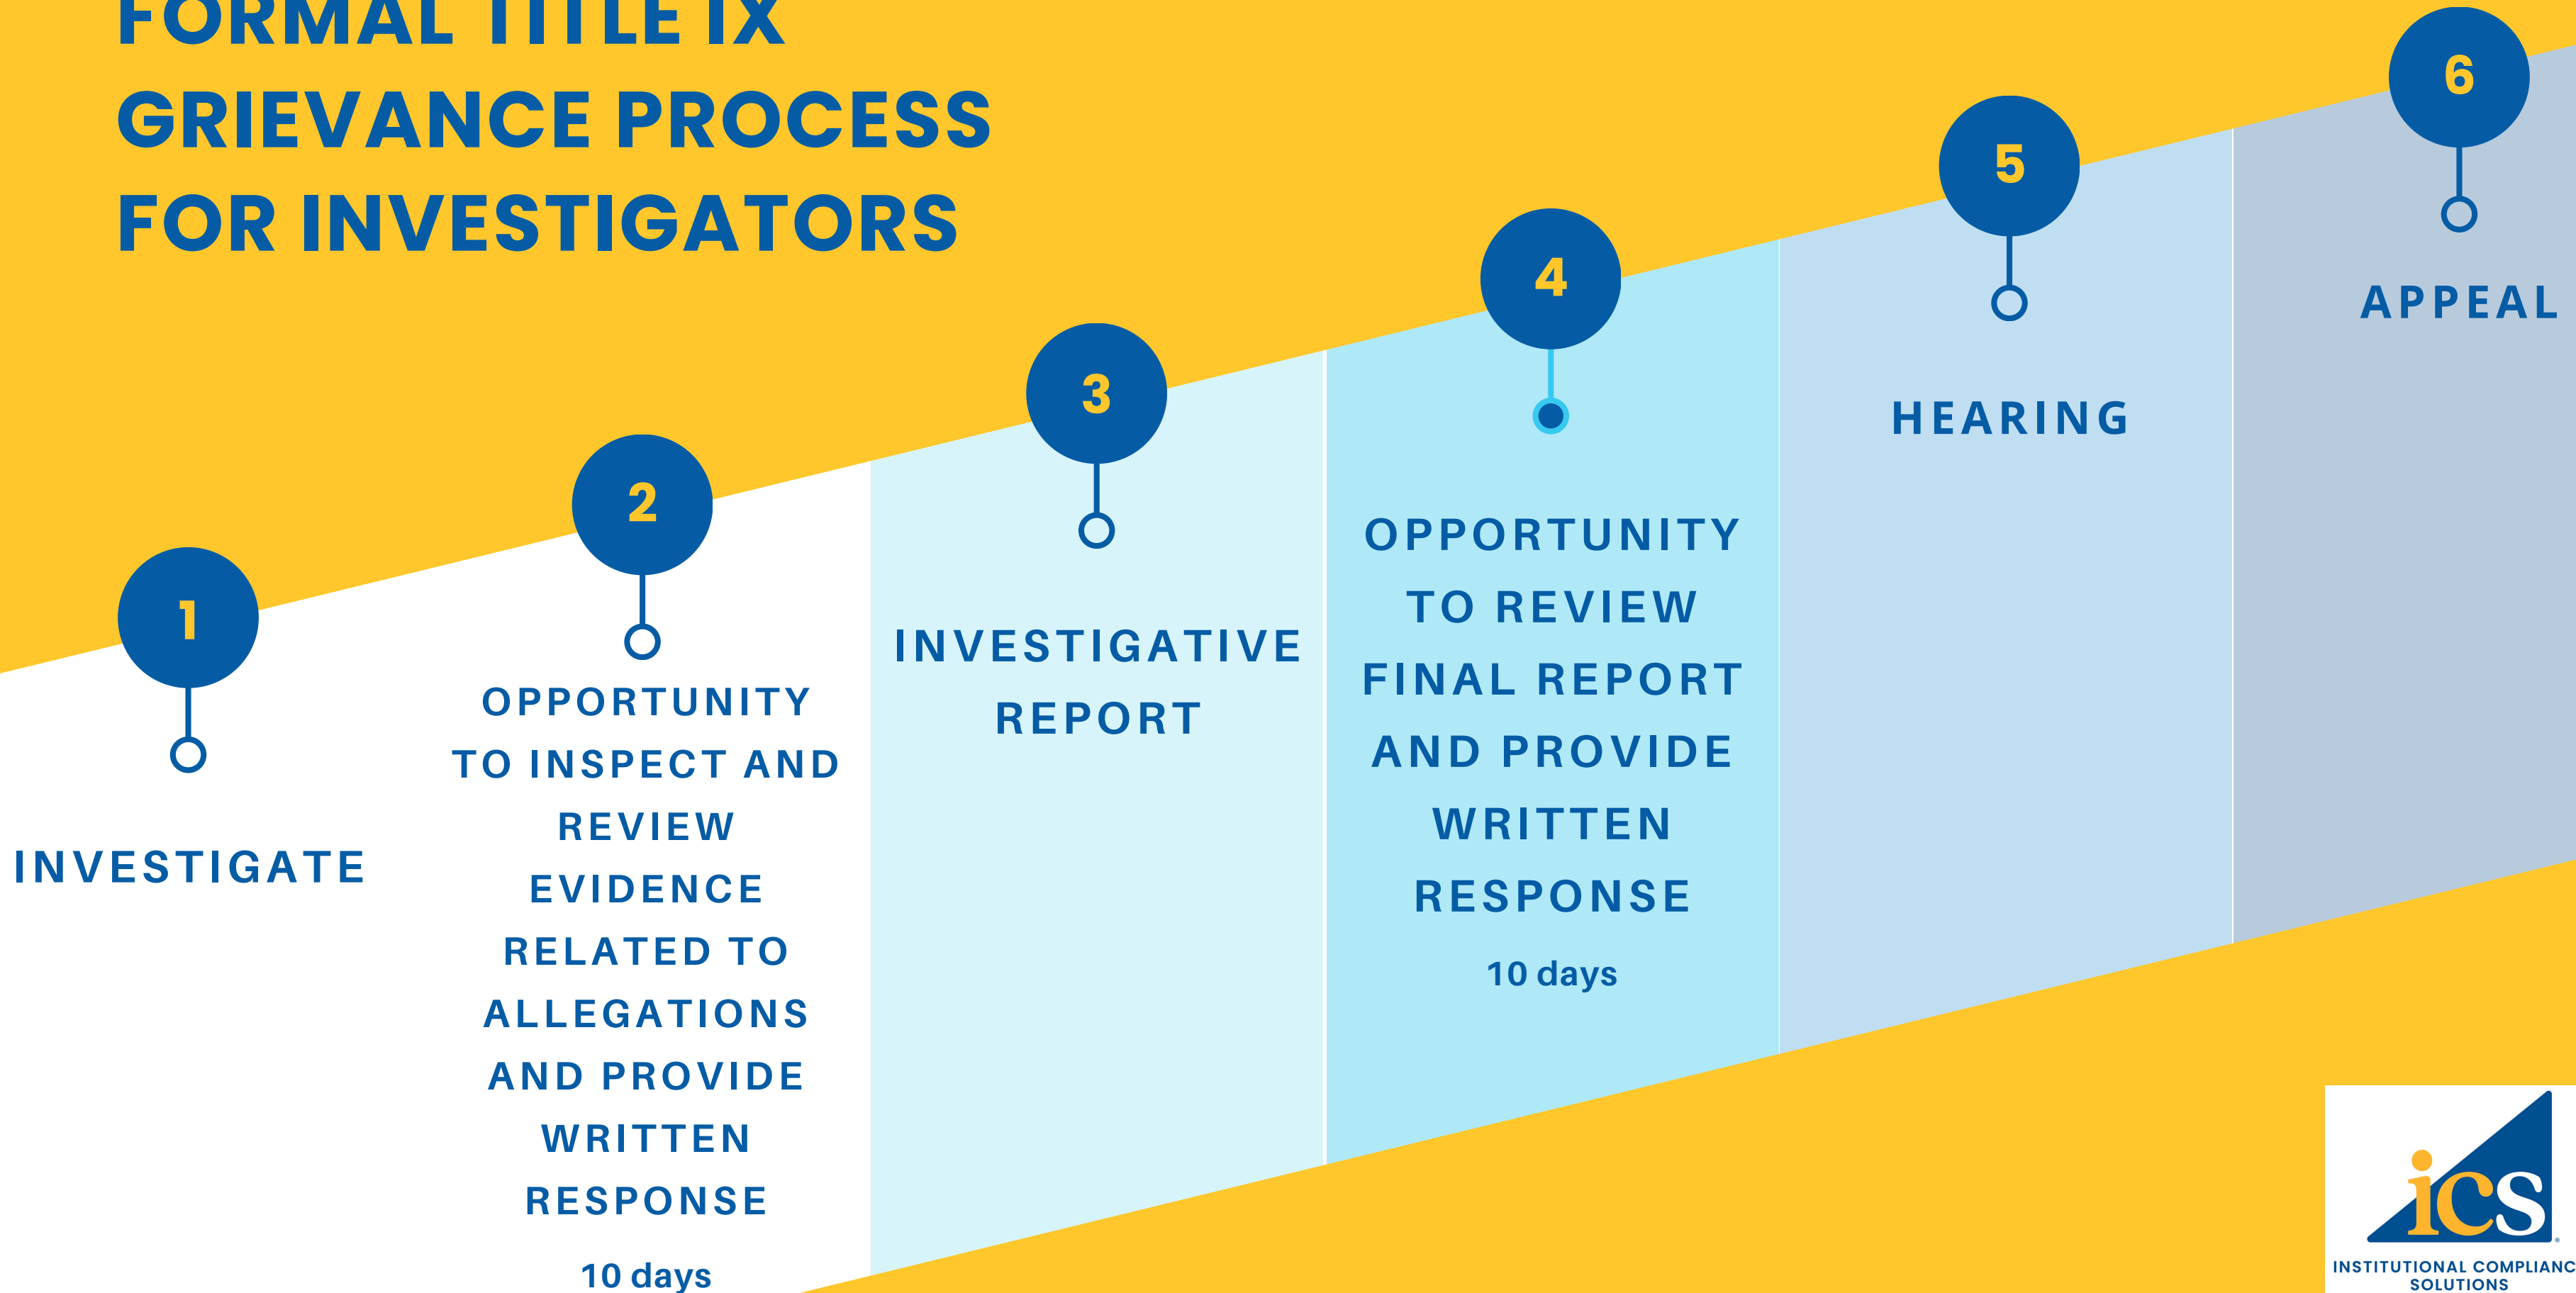 FORMAL TITLE IX
GRIEVANCE PROCESS
FOR INVESTIGATORS
1
INVESTIGATE
2
OPPORTUNITY
TO INSPECT AND
REVIEW
EVIDENCE
RELATED TO
ALLEGATIONS
AND PROVIDE
WRITTEN
RESPONSE
10 days
3
INVESTIGATIVE
REPORT
4
OPPORTUNITY
TO REVIEW
FINAL REPORT
AND PROVIDE
WRITTEN
RESPONSE
10 days
5
HEARING
6
APPEAL
ics
INSTITUTIONAL COMPLIANC
SOLUTIONS